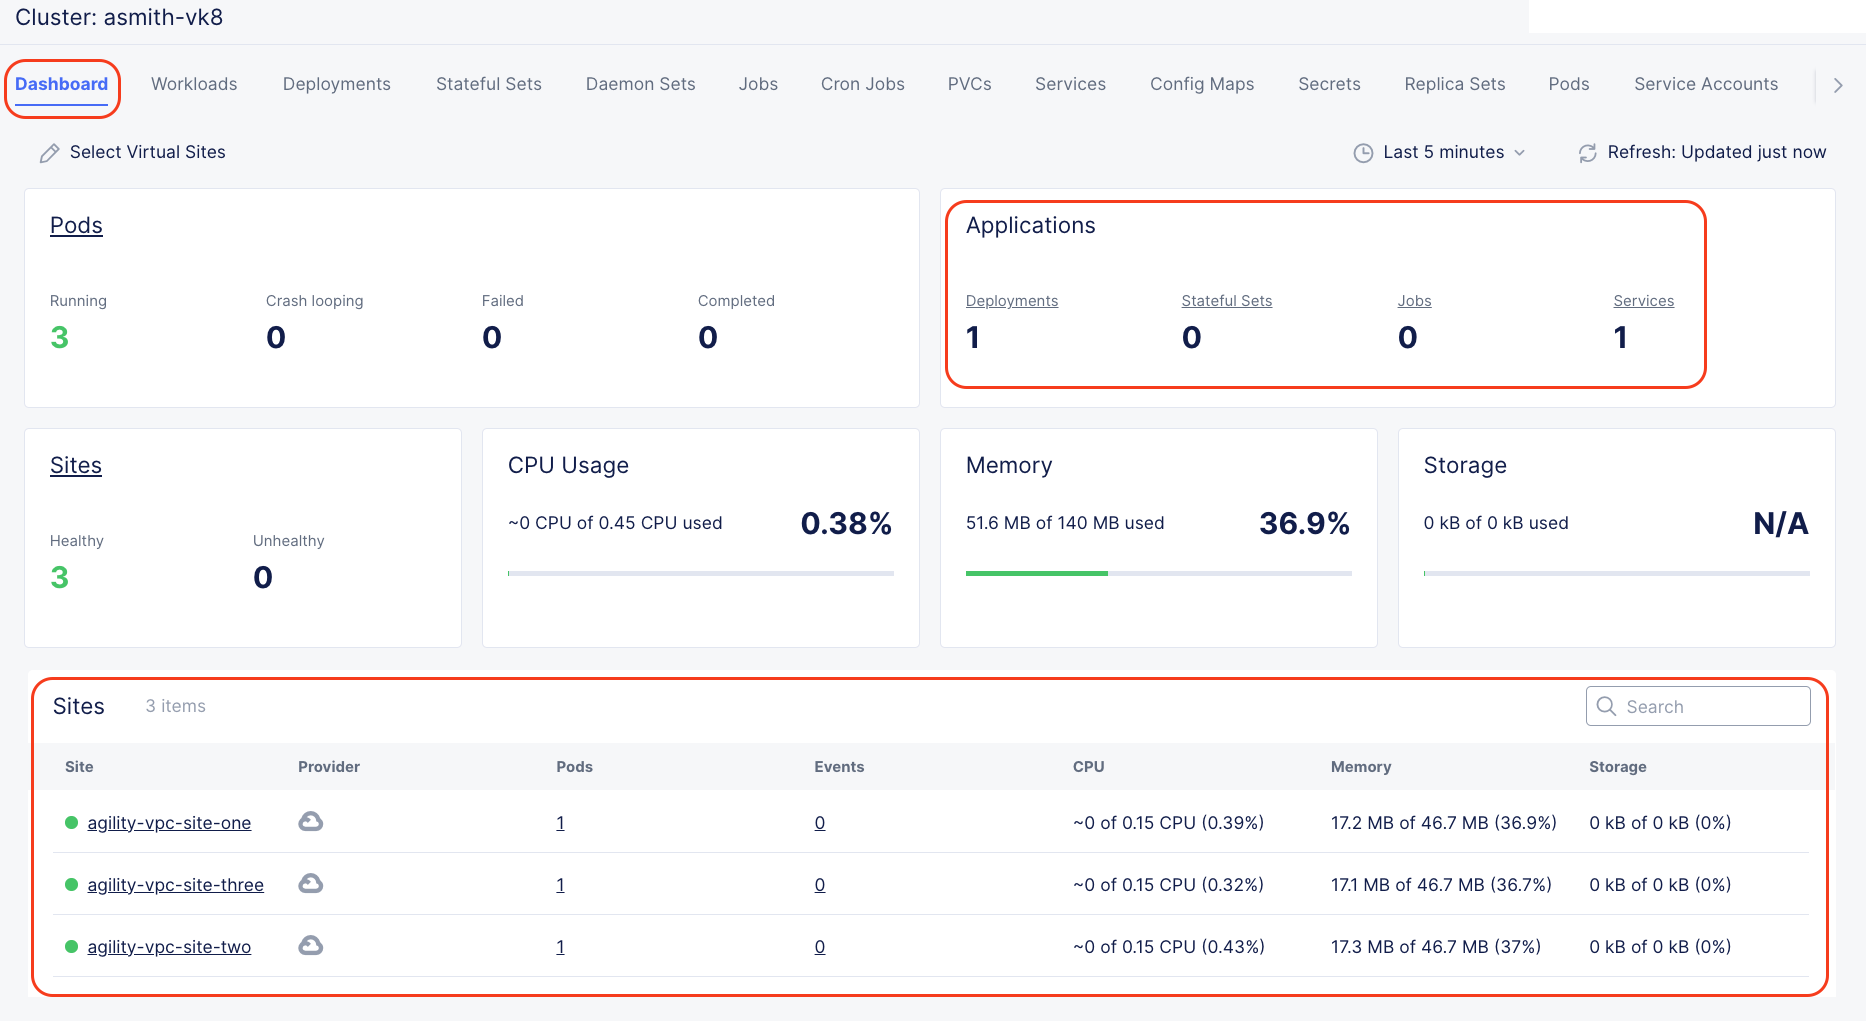 Cluster: asmith-vk8
Dashboard Workloads Deployments Stateful Sets Daemon Sets Jobs Cron Jobs PVCs Services Config Maps Secrets Replica Sets Pods Service Accounts
Select Virtual Sites Last 5 minutes Refresh: Updated just now
Pods
Running Crash looping Failed Completed
3 0 0 0
Applications
Deployments Stateful Sets Jobs Services
1 0 0 1
Sites
Healthy Unhealthy
3 0
CPU Usage
~0 CPU of 0.45 CPU used 0.38%
Memory
51.6 MB of 140 MB used 36.9%
Storage
0 kB of 0 kB used N/A
Sites 3 items Search
Site Provider Pods Events CPU Memory Storage
agility-vpc-site-one 1 0 ~0 of 0.15 CPU (0.39%) 17.2 MB of 46.7 MB (36.9%) 0 kB of 0 kB (0%)
agility-vpc-site-three 1 0 ~0 of 0.15 CPU (0.32%) 17.1 MB of 46.7 MB (36.7%) 0 kB of 0 kB (0%)
agility-vpc-site-two 1 0 ~0 of 0.15 CPU (0.43%) 17.3 MB of 46.7 MB (37%) 0 kB of 0 kB (0%)